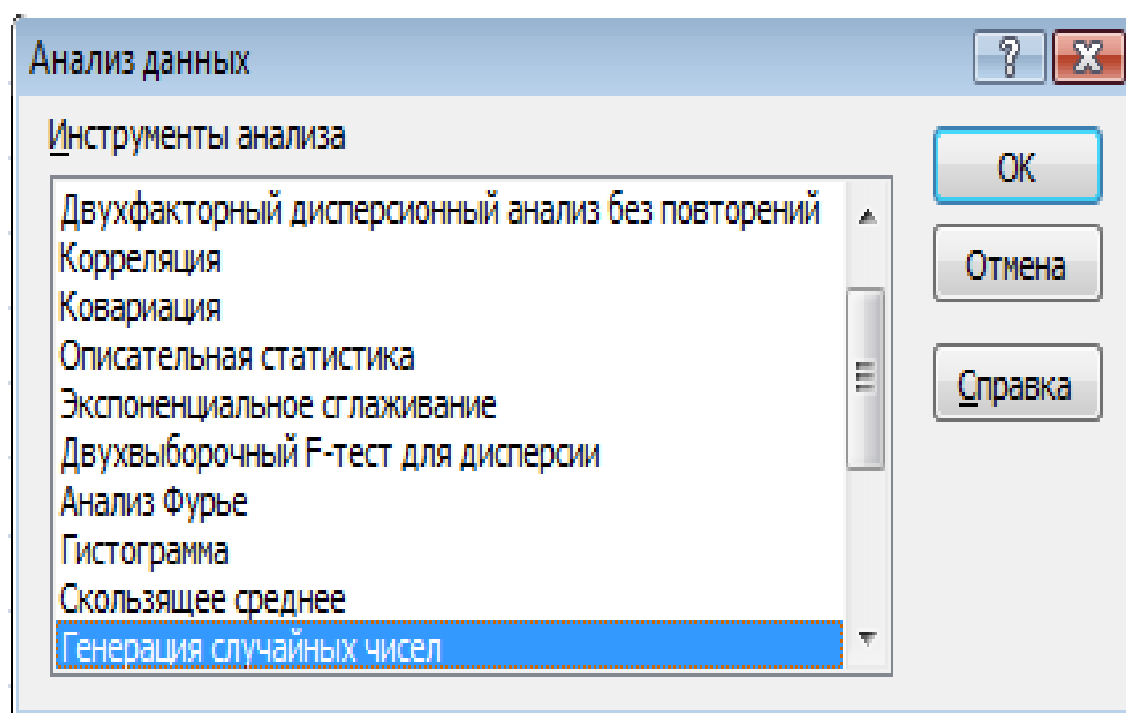 Анализ данных
Инструменты анализа
Двухфакторный дисперсионный анализ без повторений
Корреляция
Ковариация
Описательная статистика
Экспоненциальное сглаживание
Двухвыборочный F-тест для дисперсии
Анализ Фурье
Гистограмма
Скользящее среднее
Генерация случайных чисел
ОК
Отмена
Справка